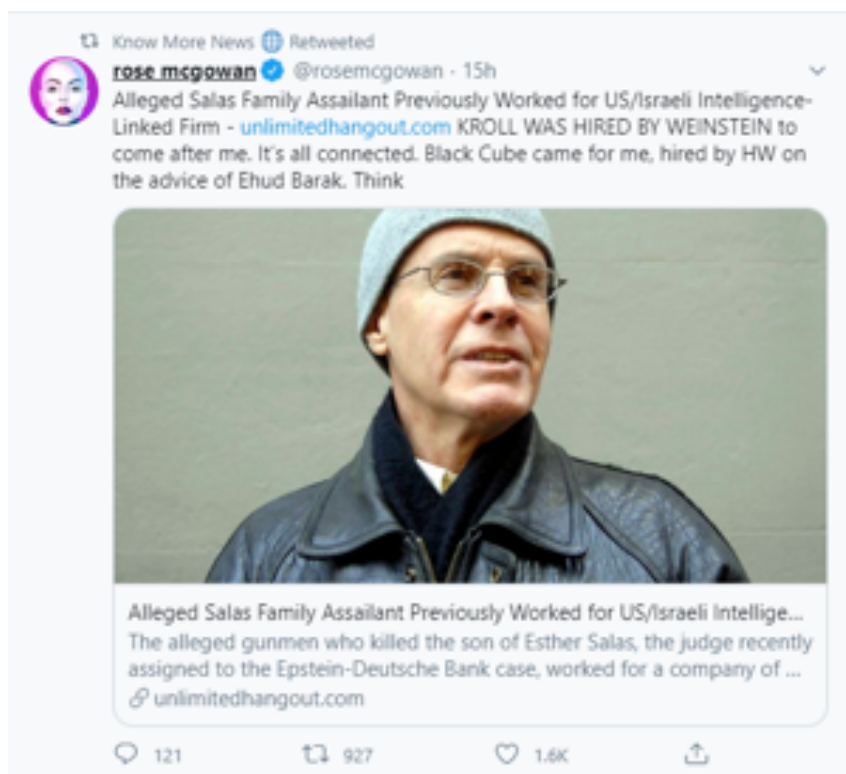 Know More News Retweeted
rose mcgowan @rosemcgowan · 15h
Alleged Salas Family Assailant Previously Worked for US/Israeli Intelligence-
Linked Firm - unlimitedhangout.com KROLL WAS HIRED BY WEINSTEIN to
come after me. It's all connected. Black Cube came for me, hired by HW on
the advice of Ehud Barak. Think
Alleged Salas Family Assailant Previously Worked for US/Israeli Intellige...
The alleged gunmen who killed the son of Esther Salas, the judge recently
assigned to the Epstein-Deutsche Bank case, worked for a company of ...
unlimitedhangout.com
121 927 1.6K